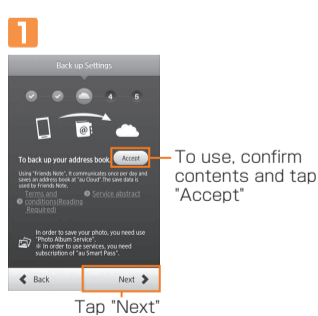 1
Back up Settings
4 5
@
To back up your address book. Accept
Using "Friends Note", it communicates once per day and
saves an address book at "au Cloud".The save data is
used by Friends Note.
Terms and
conditions(Reading
Required)
Service abstract
In order to save your photo, you need use
"Photo Album Service".
※ In order to use services, you need
subscription of "au Smart Pass".
Back Next
To use, confirm
contents and tap
"Accept"
Tap "Next"